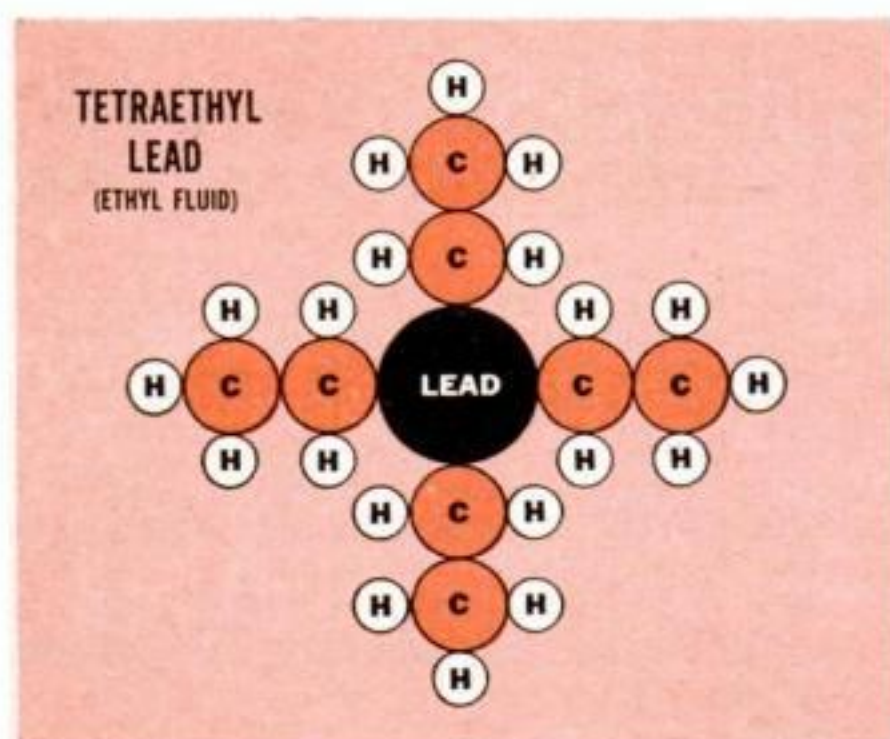 TETRAETHYL
LEAD
(ETHYL FLUID)
H
H C H
H C H
H H H H
H C C LEAD C C H
H H H H
H C H
H C H
H